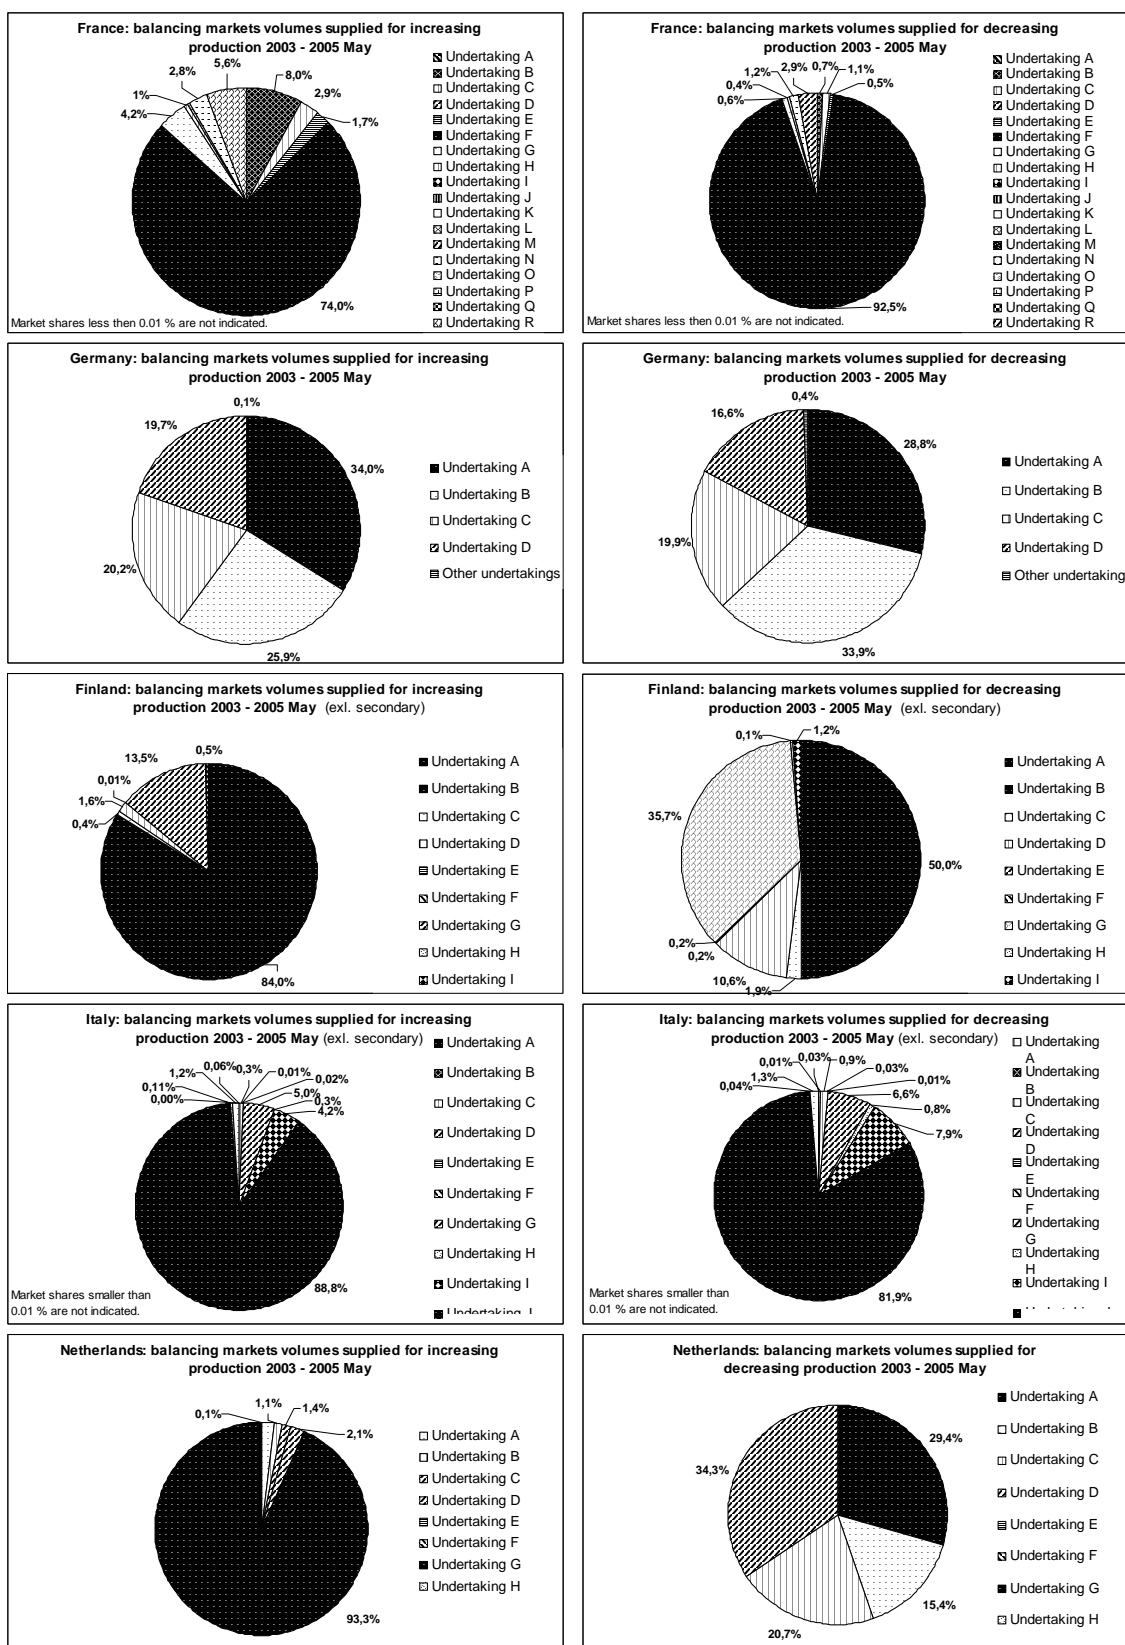 France: balancing markets volumes supplied for increasing
production 2003 - 2005 May
5,6%
2,8%
8,0%
2,9%
1%
4,2%
1,7%
74,0%
Undertaking A
Undertaking B
Undertaking C
Undertaking D
Undertaking E
Undertaking F
Undertaking G
Undertaking H
Undertaking I
Undertaking J
Undertaking K
Undertaking L
Undertaking M
Undertaking N
Undertaking O
Undertaking P
Undertaking Q
Undertaking R
Market shares less then 0.01 % are not indicated.
France: balancing markets volumes supplied for decreasing
production 2003 - 2005 May
2,9%
0,7%
1,2%
1,1%
0,4%
0,5%
0,6%
92,5%
Undertaking A
Undertaking B
Undertaking C
Undertaking D
Undertaking E
Undertaking F
Undertaking G
Undertaking H
Undertaking I
Undertaking J
Undertaking K
Undertaking L
Undertaking M
Undertaking N
Undertaking O
Undertaking P
Undertaking Q
Undertaking R
Market shares less then 0.01 % are not indicated.
Germany: balancing markets volumes supplied for increasing
production 2003 - 2005 May
0,1%
19,7%
34,0%
20,2%
25,9%
Undertaking A
Undertaking B
Undertaking C
Undertaking D
Other undertakings
Germany: balancing markets volumes supplied for decreasing
production 2003 - 2005 May
0,4%
16,6%
28,8%
19,9%
33,9%
Undertaking A
Undertaking B
Undertaking C
Undertaking D
Other undertaking
Finland: balancing markets volumes supplied for increasing
production 2003 - 2005 May (exl. secondary)
0,5%
13,5%
0,01%
1,6%
0,4%
84,0%
Undertaking A
Undertaking B
Undertaking C
Undertaking D
Undertaking E
Undertaking F
Undertaking G
Undertaking H
Undertaking I
Finland: balancing markets volumes supplied for decreasing
production 2003 - 2005 May (exl. secondary)
0,1%
1,2%
35,7%
50,0%
0,2%
0,2%
10,6%
1,9%
Undertaking A
Undertaking B
Undertaking C
Undertaking D
Undertaking E
Undertaking F
Undertaking G
Undertaking H
Undertaking I
Italy: balancing markets volumes supplied for increasing
production 2003 - 2005 May (exl. secondary)
0,06%
0,3%
0,01%
1,2%
0,02%
0,11%
5,0%
0,00%
0,3%
4,2%
88,8%
Undertaking A
Undertaking B
Undertaking C
Undertaking D
Undertaking E
Undertaking F
Undertaking G
Undertaking H
Undertaking I
Undertaking J
Market shares smaller than
0.01 % are not indicated.
Italy: balancing markets volumes supplied for decreasing
production 2003 - 2005 May (exl. secondary)
0,03%
0,01%
0,9%
1,3%
0,03%
0,04%
0,01%
6,6%
0,8%
7,9%
81,9%
Undertaking
A
Undertaking
B
Undertaking
C
Undertaking
D
Undertaking
E
Undertaking
F
Undertaking
G
Undertaking
H
Undertaking I
Market shares smaller than
0.01 % are not indicated.
Netherlands: balancing markets volumes supplied for increasing
production 2003 - 2005 May
1,1%
0,1%
1,4%
2,1%
93,3%
Undertaking A
Undertaking B
Undertaking C
Undertaking D
Undertaking E
Undertaking F
Undertaking G
Undertaking H
Netherlands: balancing markets volumes supplied for
decreasing production 2003 - 2005 May
29,4%
34,3%
15,4%
20,7%
Undertaking A
Undertaking B
Undertaking C
Undertaking D
Undertaking E
Undertaking F
Undertaking G
Undertaking H